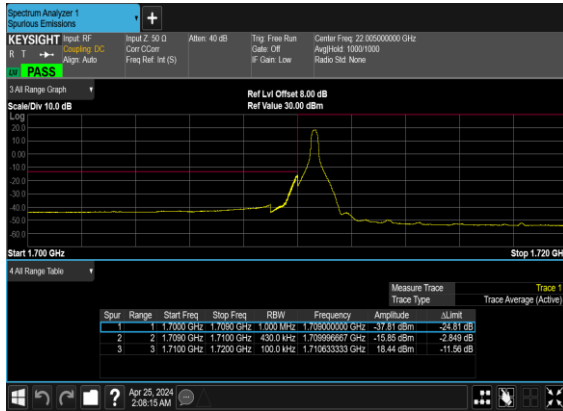 Spectrum Analyzer 1
Spurious Emissions
KEYSIGHT Input: RF Input Z: 50 Ω Atten: 40 dB Trig: Free Run Center Freq: 22.005000000 GHz
R T Coupling: DC Corr CCorr Gate: Off Avg|Hold: 1000/1000
Align: Auto Freq Ref: Int (S) IF Gain: Low Radio Std: None
PASS
3 All Range Graph
Ref Lvl Offset 8.00 dB
Scale/Div 10.0 dB Ref Value 30.00 dBm
Log
20.0
10.0
0.00
-10.0
-20.0
-30.0
-40.0
-50.0
-60.0
Start 1.700 GHz Stop 1.720 GH
4 All Range Table
Measure Trace Trace 1
Trace Type Trace Average (Active)
Spur Range Start Freq Stop Freq RBW Frequency Amplitude ΔLimit
1 1 1.7000 GHz 1.7090 GHz 1.000 MHz 1.709000000 GHz -37.81 dBm -24.81 dB
2 2 1.7090 GHz 1.7100 GHz 430.0 kHz 1.709996667 GHz -15.85 dBm -2.849 dB
3 3 1.7100 GHz 1.7200 GHz 100.0 kHz 1.710633333 GHz 18.44 dBm -11.56 dB
? Apr 25, 2024
2:08:15 AM